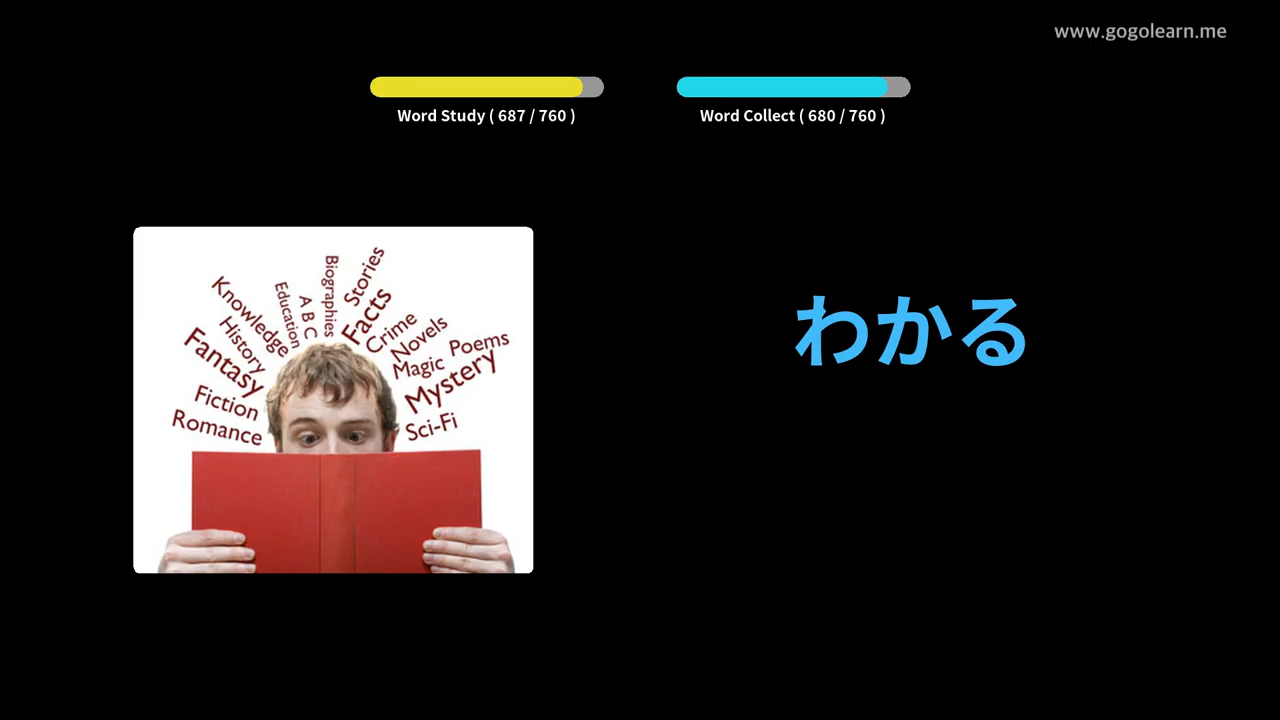 www.gogolearn.me
Word Study ( 687 / 760 )
Word Collect ( 680 / 760 )
Biographies
Stories
Education
A B C
Facts
Knowledge
Crime
History
Novels
Poems
Fantasy
Magic
Mystery
Fiction
Romance
Sci-Fi
わかる